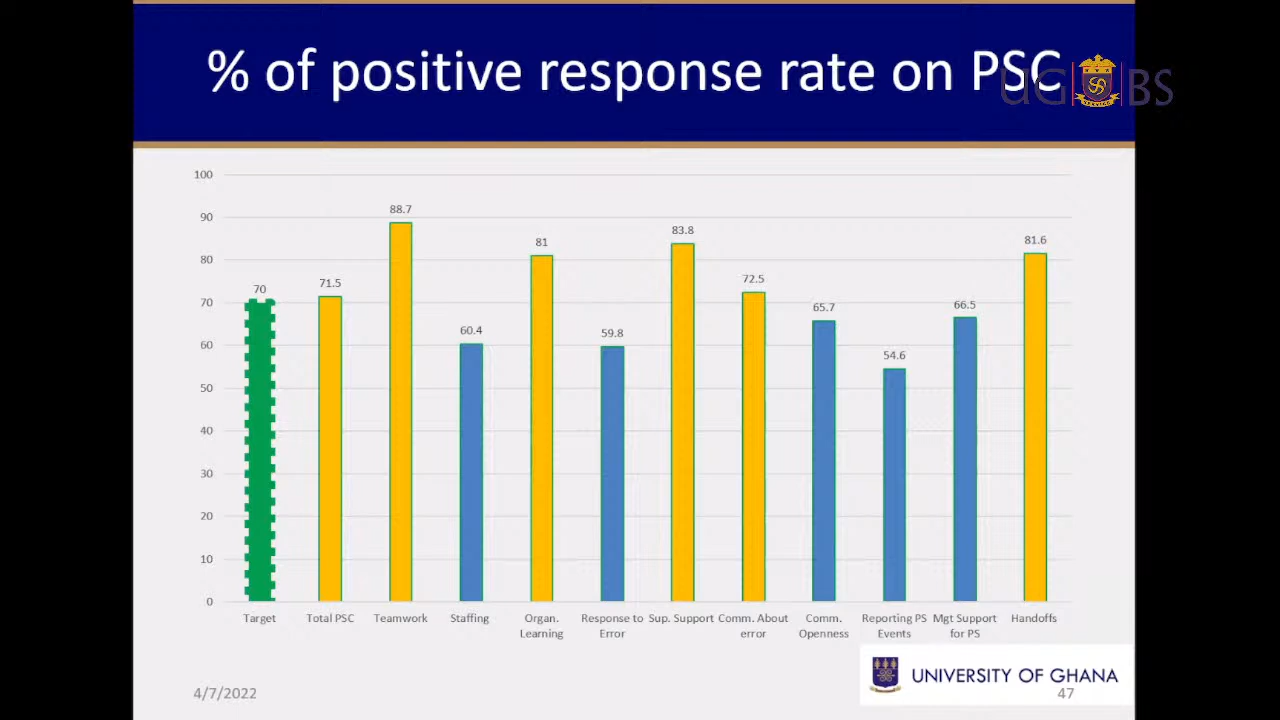 % of positive response rate on PSC
UG BS
100
90
80
70
60
50
40
30
20
10
0
70
71.5
88.7
60.4
81
59.8
83.8
72.5
65.7
54.6
66.5
81.6
Target
Total PSC
Teamwork
Staffing
Organ.
Learning
Response to
Error
Sup. Support
Comm. About
error
Comm.
Openness
Reporting PS
Events
Mgt Support
for PS
Handoffs
4/7/2022
UNIVERSITY OF GHANA
47